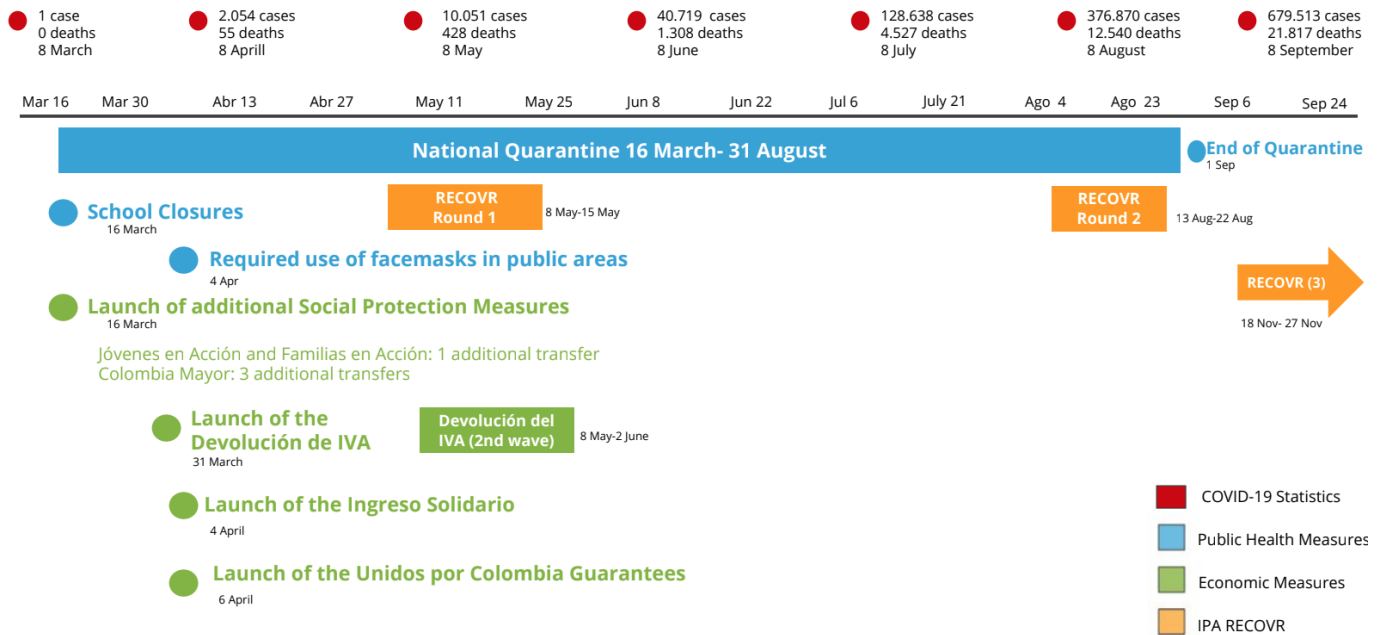 1 case
0 deaths
8 March
2.054 cases
55 deaths
8 Aprill
10.051 cases
428 deaths
8 May
40.719 cases
1.308 deaths
8 June
128.638 cases
4.527 deaths
8 July
376.870 cases
12.540 deaths
8 August
679.513 cases
21.817 deaths
8 September
Mar 16 Mar 30 Abr 13 Abr 27 May 11 May 25 Jun 8 Jun 22 Jul 6 July 21 Ago 4 Ago 23 Sep 6 Sep 24
National Quarantine 16 March- 31 August
End of Quarantine
1 Sep
School Closures
16 March
RECOVR
Round 1
8 May-15 May
RECOVR
Round 2
13 Aug-22 Aug
Required use of facemasks in public areas
4 Apr
RECOVR (3)
18 Nov- 27 Nov
Launch of additional Social Protection Measures
16 March
Jóvenes en Acción and Familias en Acción: 1 additional transfer
Colombia Mayor: 3 additional transfers
Launch of the
Devolución de IVA
31 March
Devolución del
IVA (2nd wave)
8 May-2 June
Launch of the Ingreso Solidario
4 April
Launch of the Unidos por Colombia Guarantees
6 April
COVID-19 Statistics
Public Health Measures
Economic Measures
IPA RECOVR